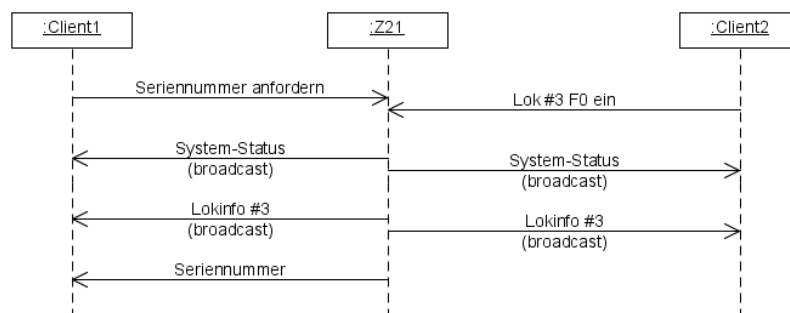 :Client1
:Z21
:Client2
Seriennummer anfordern
Lok #3 F0 ein
System-Status
(broadcast)
System-Status
(broadcast)
Lokinfo #3
(broadcast)
Lokinfo #3
(broadcast)
Seriennummer